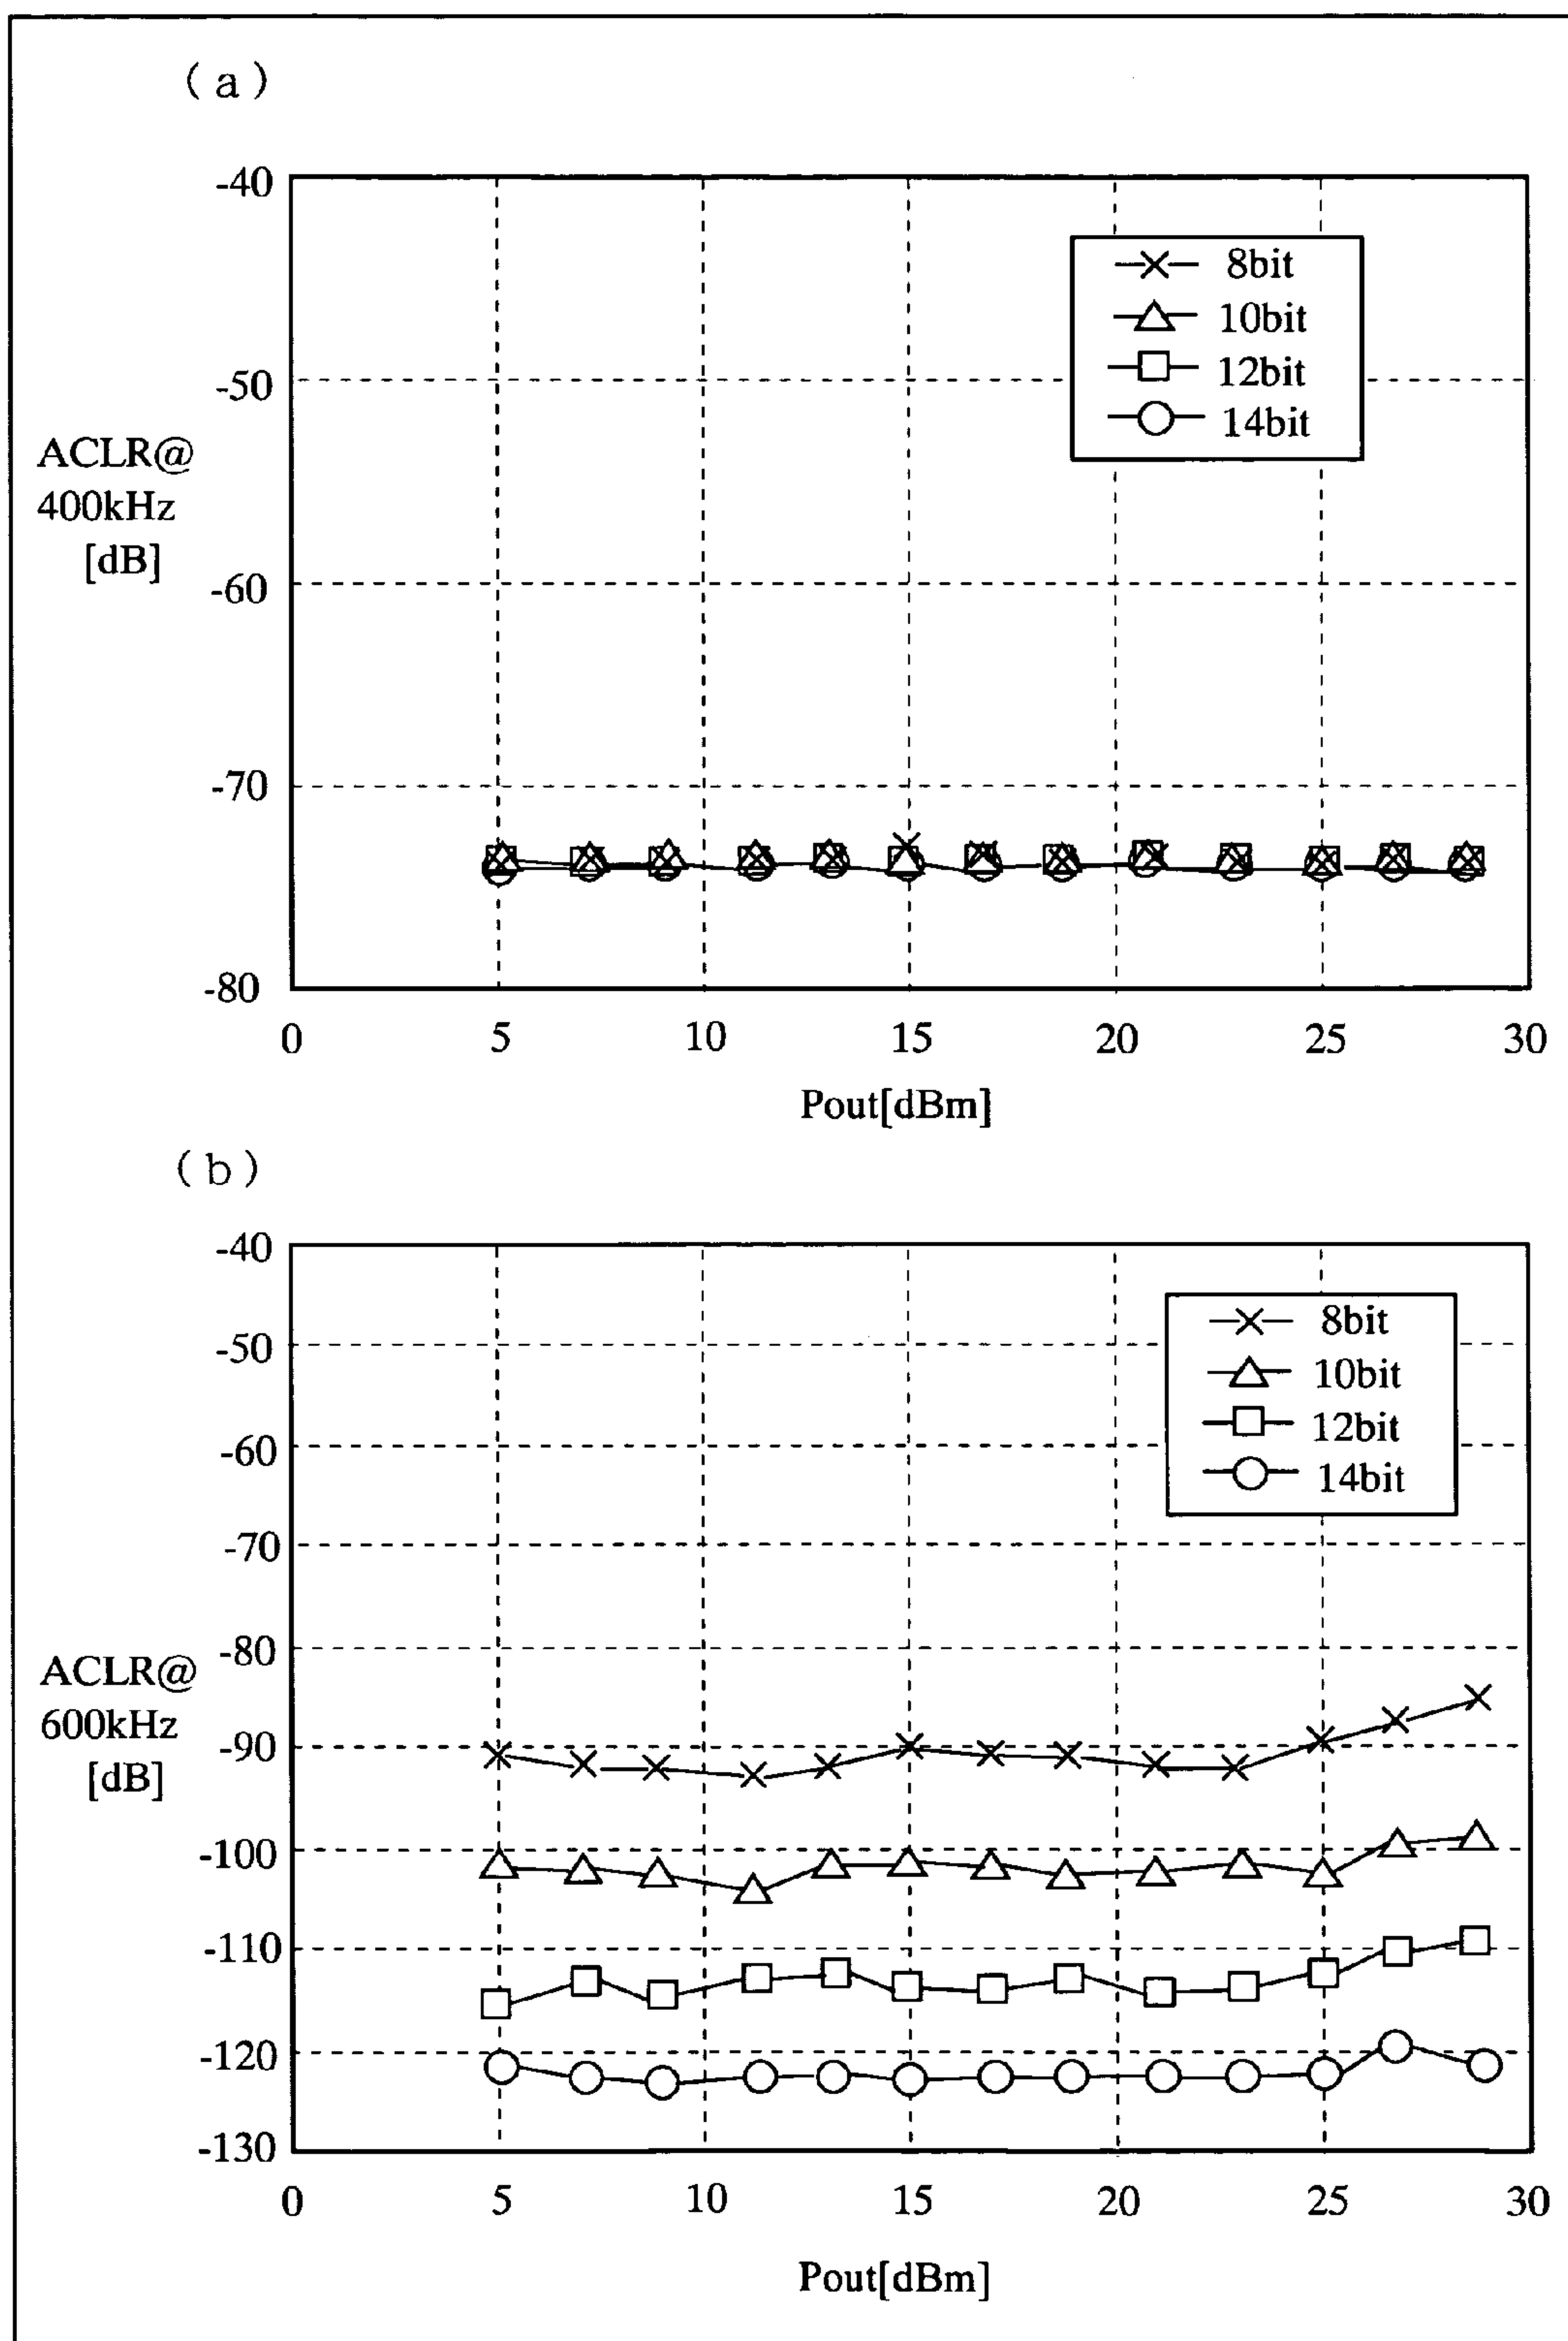 (a)
-40
-50
-60
-70
-80
ACLR@
400kHz
[dB]
8bit
10bit
12bit
14bit
0 5 10 15 20 25 30
Pout[dBm]
(b)
-40
-50
-60
-70
-80
-90
-100
-110
-120
-130
ACLR@
600kHz
[dB]
8bit
10bit
12bit
14bit
0 5 10 15 20 25 30
Pout[dBm]